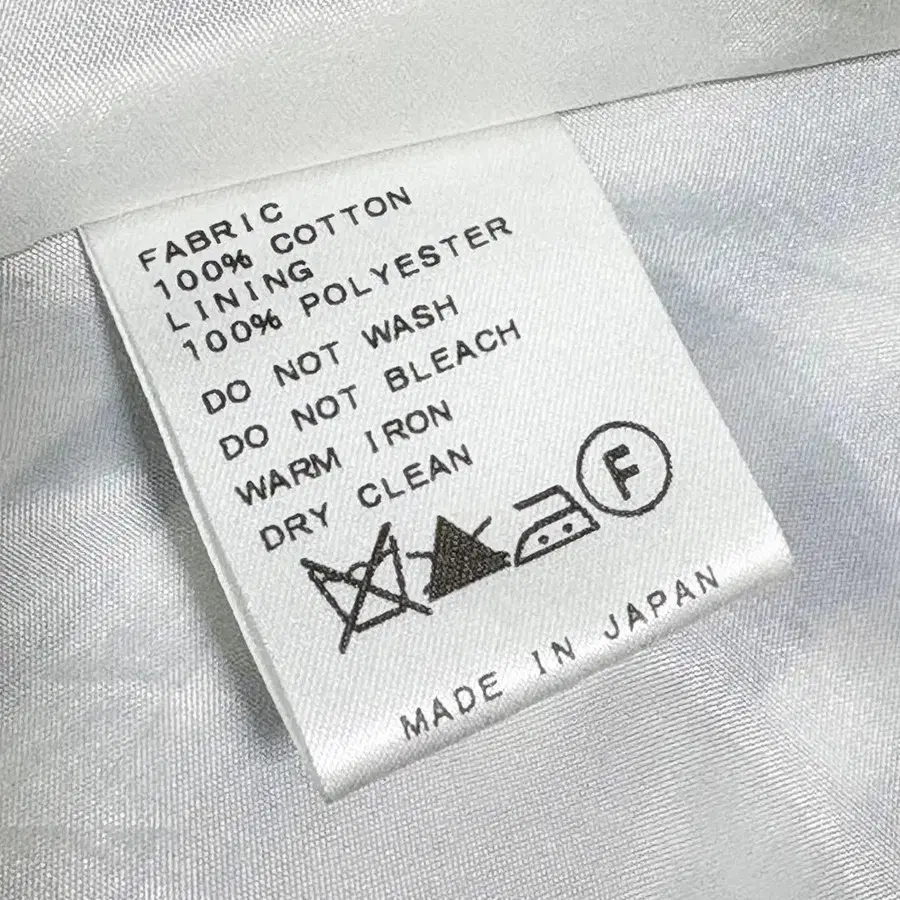 FABRIC
100% COTTON
LINING
100% POLYESTER
DO NOT WASH
DO NOT BLEACH
WARM IRON
DRY CLEAN
F
MADE IN JAPAN